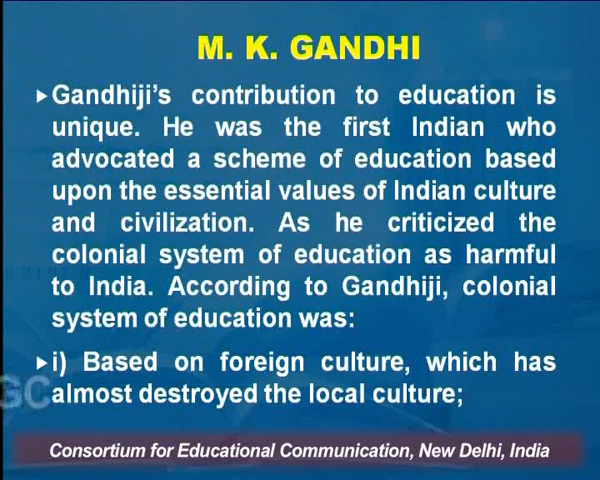 M. K. GANDHI
Gandhiji's contribution to education is
unique. He was the first Indian who
advocated a scheme of education based
upon the essential values of Indian culture
and civilization. As he criticized the
colonial system of education as harmful
to India. According to Gandhiji, colonial
system of education was:
i) Based on foreign culture, which has
almost destroyed the local culture;
GC
Consortium for Educational Communication, New Delhi, India